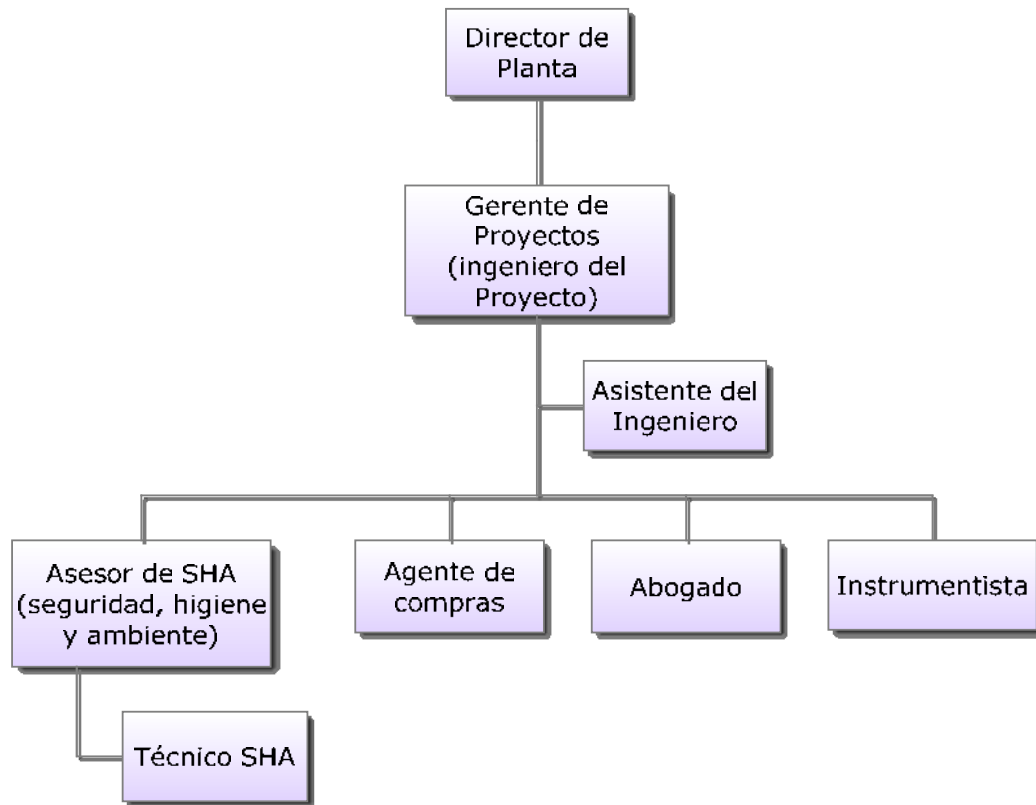 Director de
Planta
Gerente de
Proyectos
(ingeniero del
Proyecto)
Asistente del
Ingeniero
Asesor de SHA
(seguridad, higiene
y ambiente)
Agente de
compras
Abogado
Instrumentista
Técnico SHA